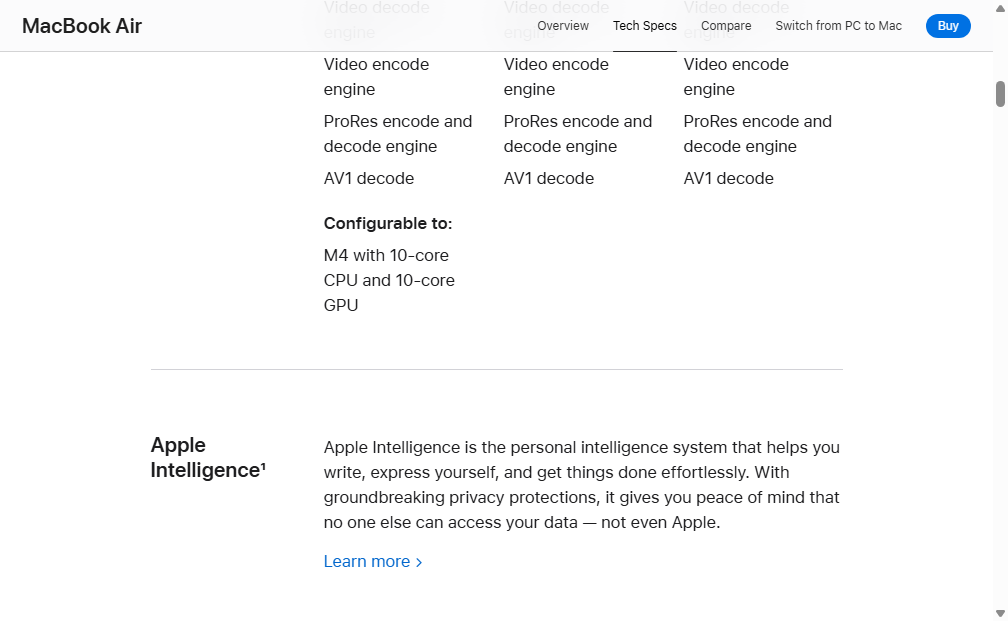 MacBook Air
Overview
Tech Specs
Compare
Switch from PC to Mac
Buy
Video decode
engine
Video encode
engine
ProRes encode and
decode engine
AV1 decode
Configurable to:
M4 with 10-core
CPU and 10-core
GPU
Video decode
engine
Video encode
engine
ProRes encode and
decode engine
AV1 decode
Video decode
engine
Video encode
engine
ProRes encode and
decode engine
AV1 decode
Apple
Intelligence¹
Apple Intelligence is the personal intelligence system that helps you
write, express yourself, and get things done effortlessly. With
groundbreaking privacy protections, it gives you peace of mind that
no one else can access your data — not even Apple.
Learn more >